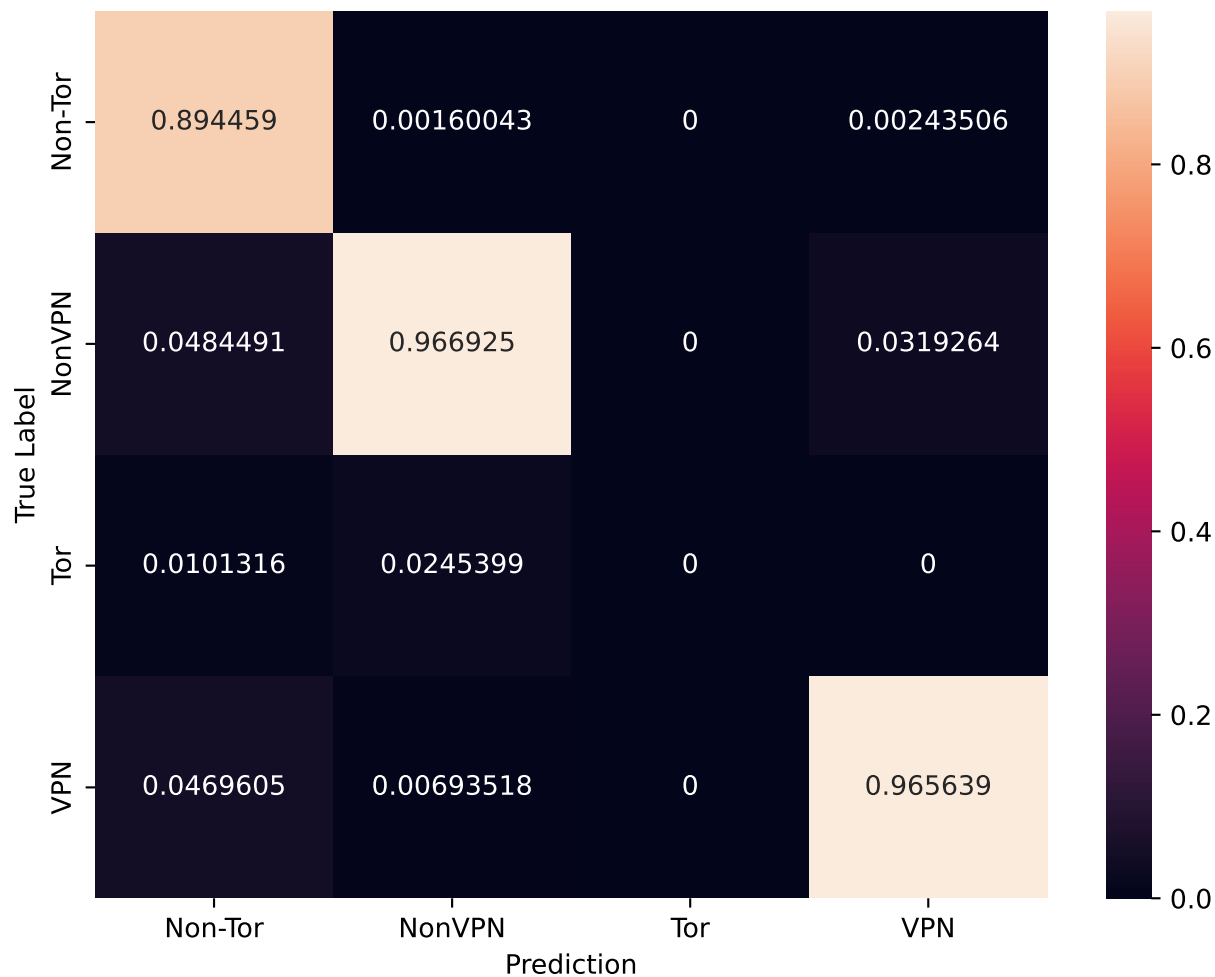 Non-Tor 0.894459 0.00160043 0 0.00243506
0.8
NonVPN 0.0484491 0.966925 0 0.0319264
0.6
True Label
0.4
Tor 0.0101316 0.0245399 0 0
0.2
VPN 0.0469605 0.00693518 0 0.965639
0.0
Non-Tor NonVPN Tor VPN
Prediction